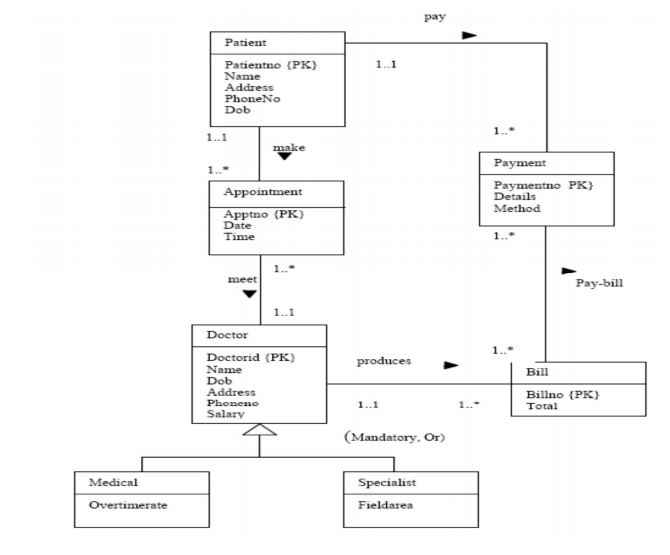 pay
Patient
Patientno {PK}
Name
Address
PhoneNo
Dob
1..1
1..*
1..1
make
1..*
Payment
Paymentno PK}
Details
Method
1..*
Appointment
Apptno {PK}
Date
Time
1..*
meet
1..1
Pay-bill
1..*
Doctor
Doctorid {PK}
Name
Dob
Address
Phoneno
Salary
produces
1..1
1..*
Bill
Billno {PK}
Total
(Mandatory, Or)
Medical
Overtimerate
Specialist
Fieldarea